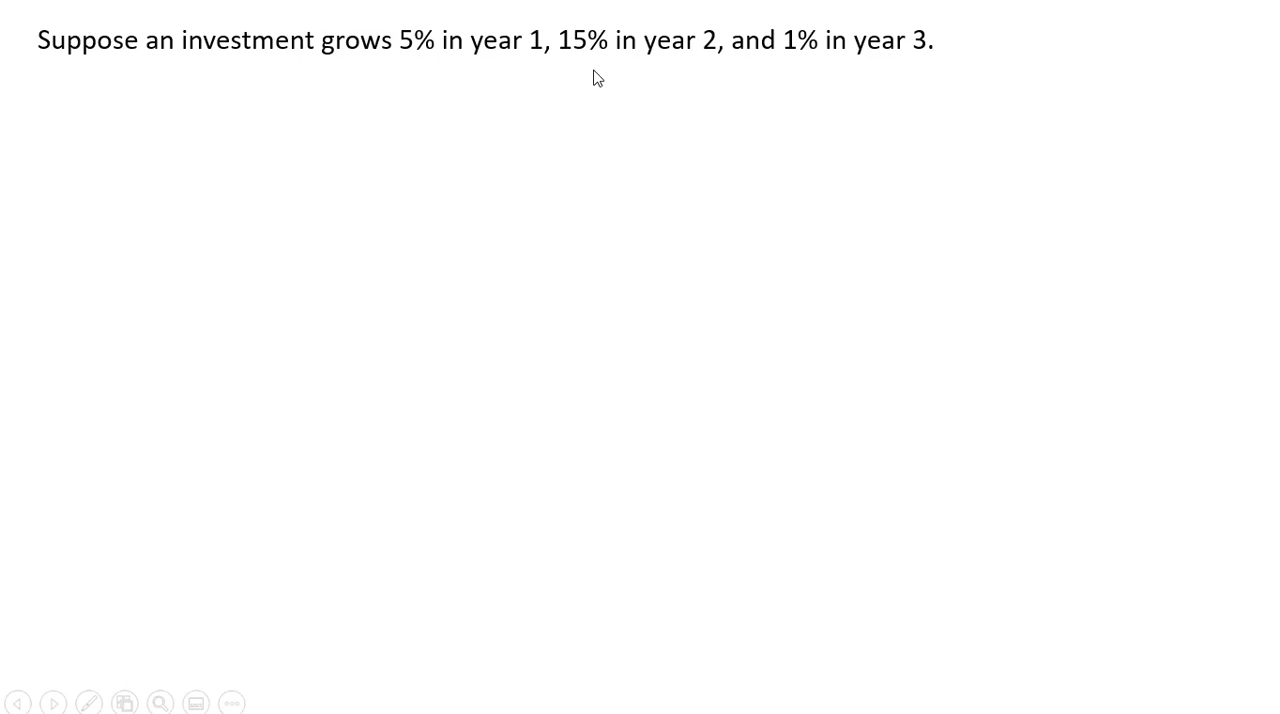 Suppose an investment grows 5% in year 1, 15% in year 2, and 1% in year 3.